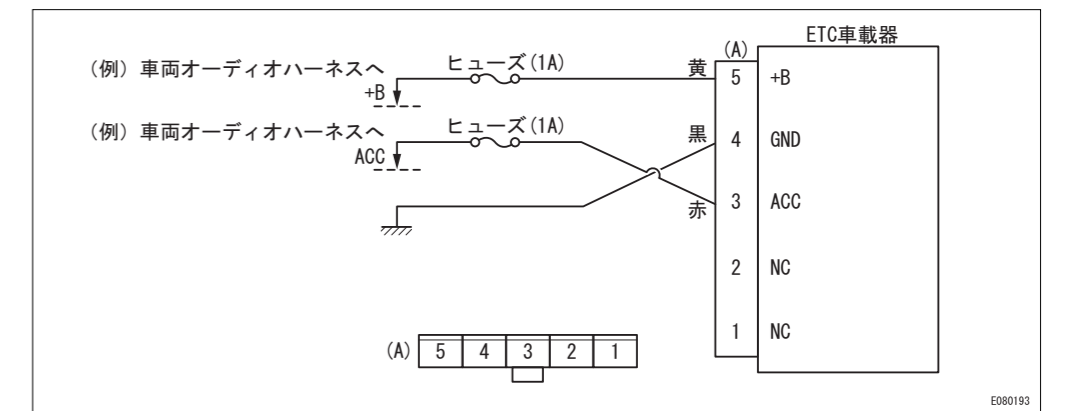 ETC車載器
(A)
(例) 車両オーディオハーネスへ ヒューズ(1A) 黄 5 +B
+B
(例) 車両オーディオハーネスへ ヒューズ(1A) 黒 4 GND
ACC
赤 3 ACC
2 NC
1 NC
(A) 5 4 3 2 1
E080193